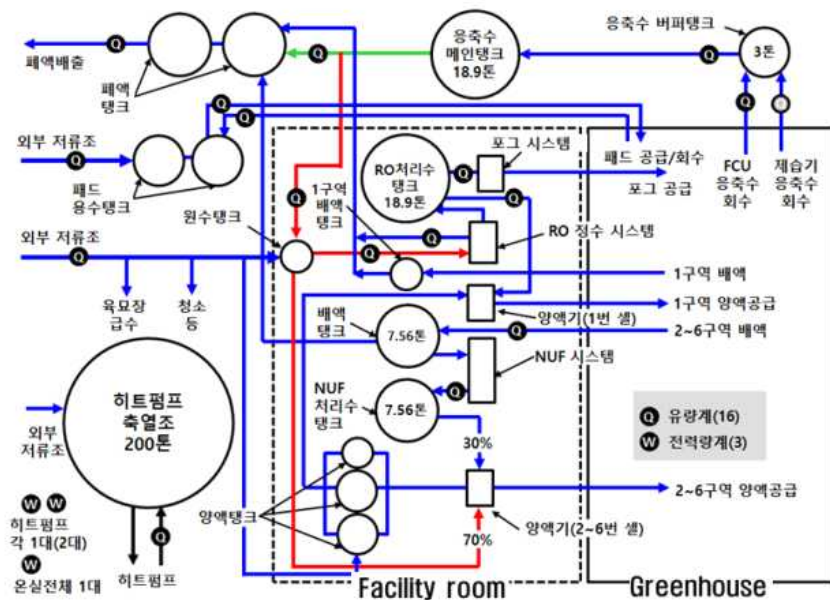 폐액배출
Q
폐액
탱크
Q
응축수
메인탱크
18.9톤
Q
응축수 버퍼탱크
3톤
Q
FCU
응축수
회수
제습기
응축수
회수
외부 저류조
Q
패드
용수탱크
Q
Q
패드 공급/회수
포그 시스템
포그 공급
RO처리수
탱크
18.9톤
Q
1구역
배액
탱크
Q
원수탱크
Q
Q
RO 정수 시스템
외부 저류조
Q
육묘장
급수
청소
등
1구역 배액
1구역 양액공급
양액기(1번 셀)
배액
탱크
7.56톤
Q
2~6구역 배액
NUF 시스템
NUF
처리수
탱크
7.56톤
Q
30%
히트펌프
축열조
200톤
외부
저류조
Q
히트펌프
W W
히트펌프
각 1대(2대)
W
온실전체 1대
양액탱크
70%
양액기(2~6번 셀)
2~6구역 양액공급
Q 유량계(16)
W 전력량계(3)
Facility room
Greenhouse